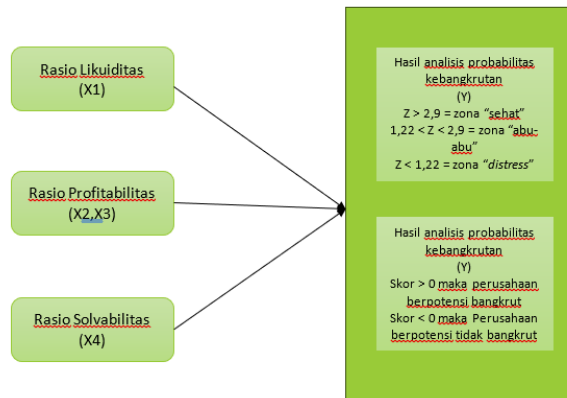 Rasio Likuiditas
(X1)
Rasio Profitabilitas
(X2,X3)
Rasio Solvabilitas
(X4)
Hasil analisis probabilitas
kebangkrutan
(Y)
Z > 2,9 = zona “sehat”
1,22 < Z < 2,9 = zona “abu-
abu”
Z < 1,22 = zona “distress”
Hasil analisis probabilitas
kebangkrutan
(Y)
Skor > 0 maka perusahaan
berpotensi bangkrut
Skor < 0 maka Perusahaan
berpotensi tidak bangkrut